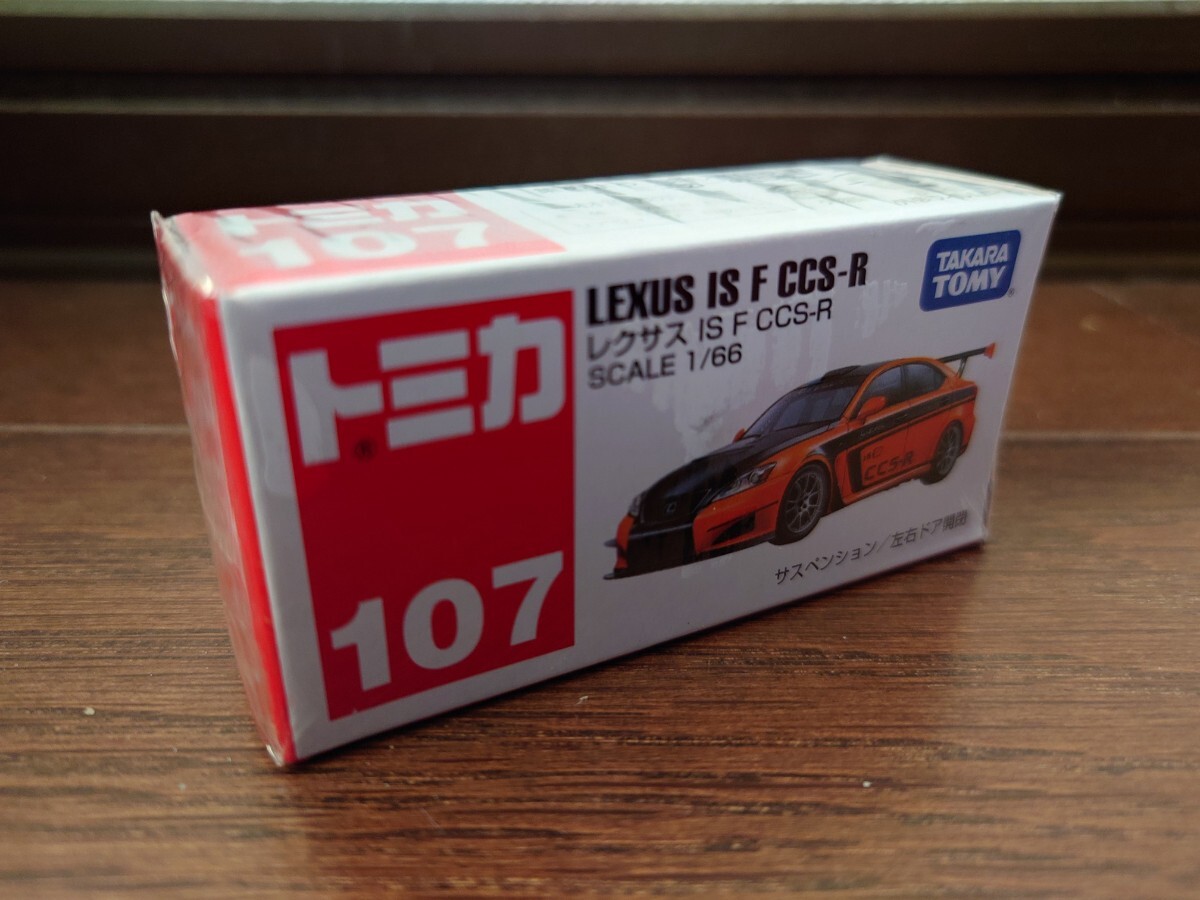 トミカ
107
LEXUS IS F CCS-R
レクサス IS F CCS-R
SCALE 1/66
TAKARA
TOMY®
トミカ
®
107
CCS-R
サスペンション/左右ドア開閉